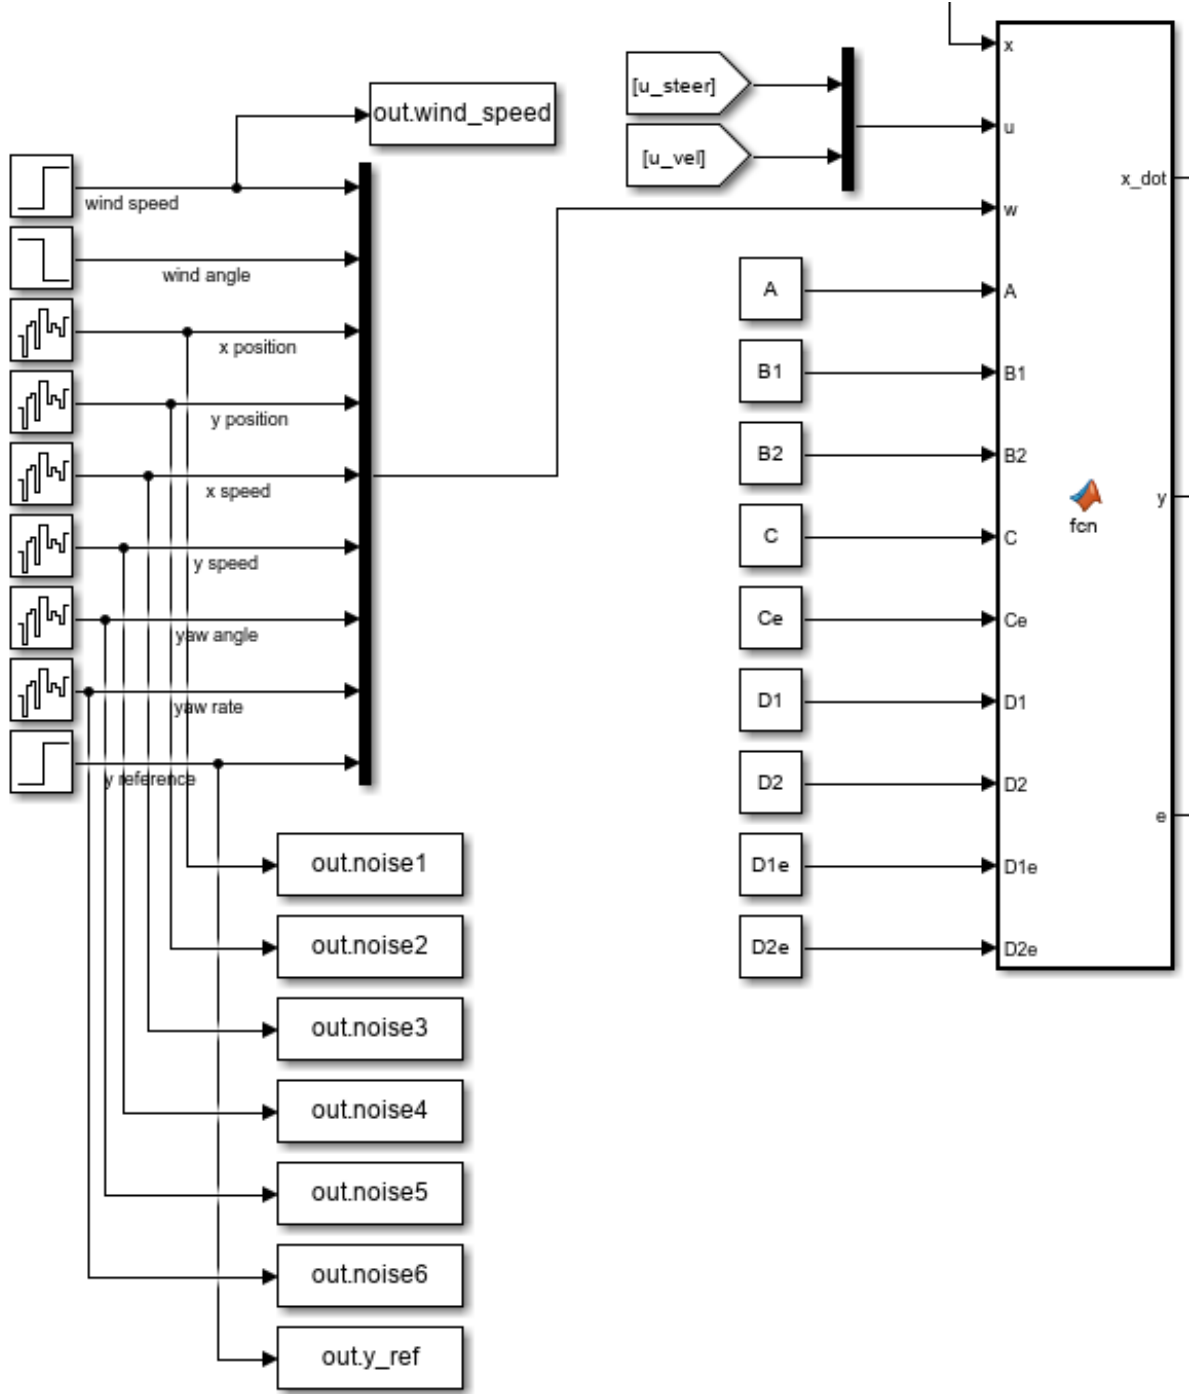 out.wind_speed
wind speed
wind angle
x position
y position
x speed
y speed
yaw angle
yaw rate
y reference
out.noise1
out.noise2
out.noise3
out.noise4
out.noise5
out.noise6
out.y_ref
[u_steer]
[u_vel]
A
B1
B2
C
Ce
D1
D2
D1e
D2e
x
u
w
A
B1
B2
C
Ce
D1
D2
D1e
D2e
fcn
x_dot
y
e